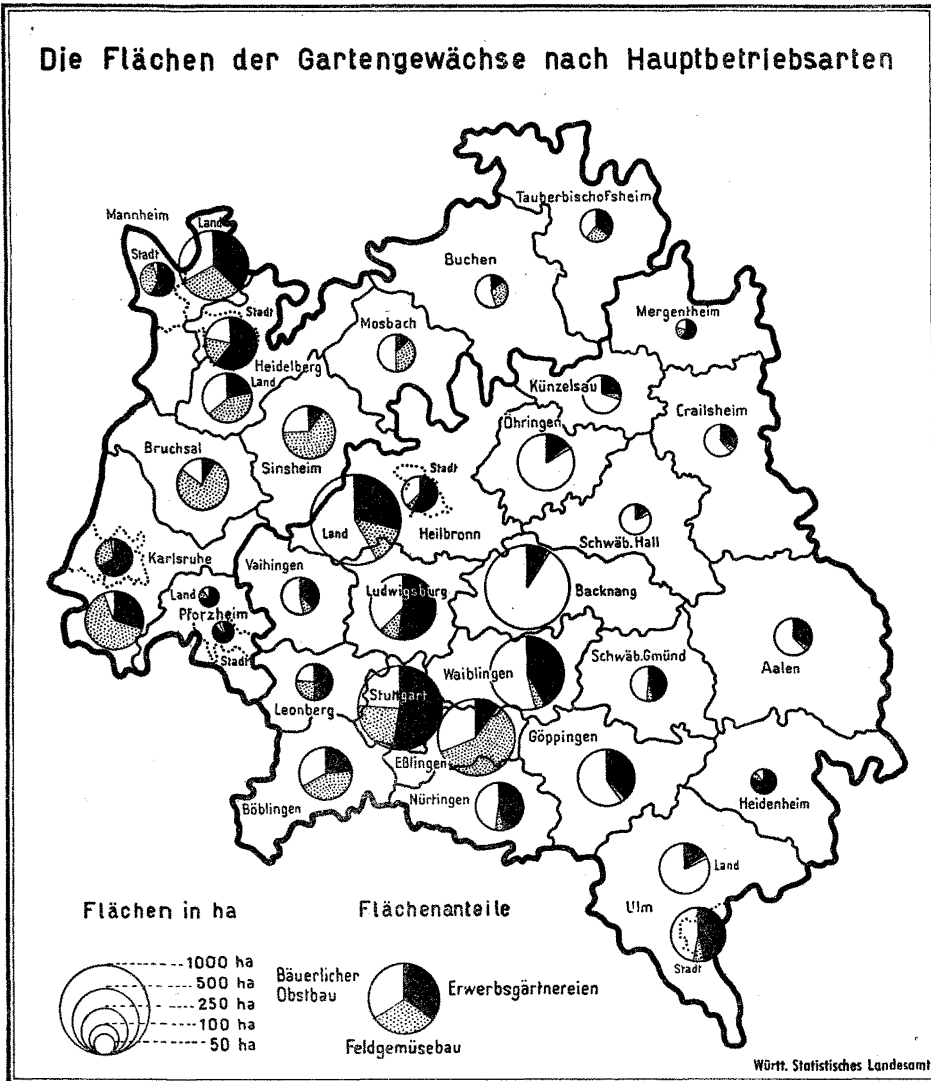 Die Flächen der Gartengewächse nach Hauptbetriebsarten
Tauberbischofsheim
Mannheim
Land
Stadt
Buchen
Mergentheim
Stadt
Mosbach
Heidelberg
Land
Künzelsau
Crailsheim
Öhringen
Bruchsal
Sinsheim
Stadt
Land
Heilbronn
Schwäb. Hall
Karlsruhe
Vaihingen
Land
Ludwigsburg
Backnang
Pforzheim
Stadt
Waiblingen
Schwäb. Gmünd
Aalen
Stuttgart
Leonberg
Göppingen
Eßlingen
Böblingen
Nürtingen
Heidenheim
Land
Ulm
Stadt
Flächen in ha
Flächenanteile
1000 ha
500 ha
250 ha
100 ha
50 ha
Bäuerlicher
Obstbau
Erwerbsgärtnereien
Feldgemüsebau
Württ. Statistisches Landesamt